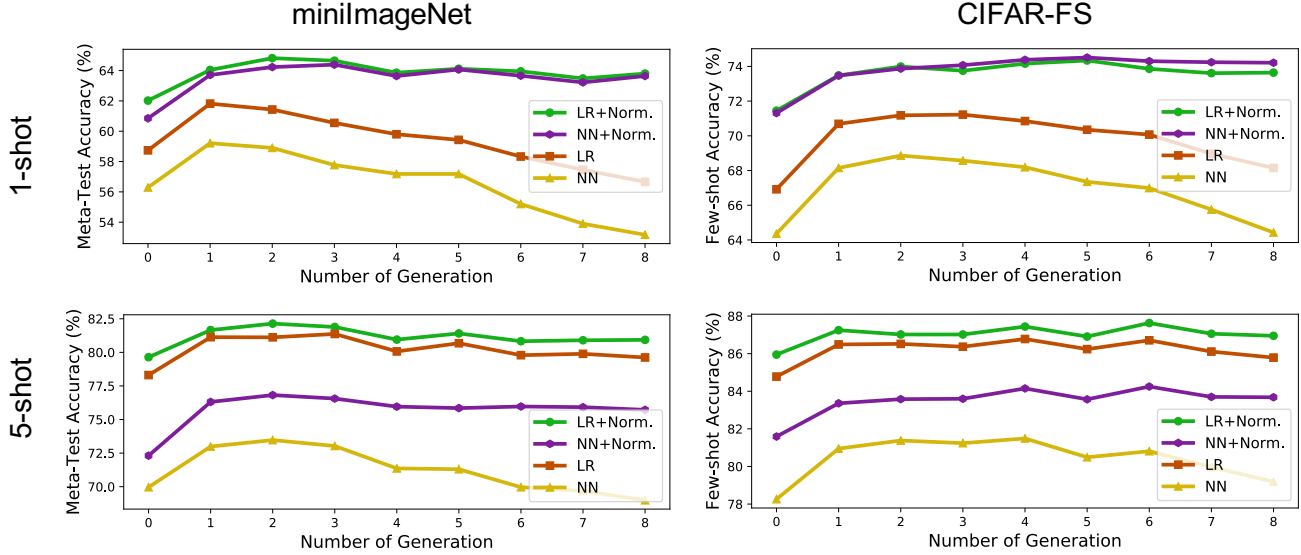 miniImageNet
CIFAR-FS
1-shot
Meta-Test Accuracy (%)
64
62
60
58
56
54
LR+Norm.
NN+Norm.
LR
NN
0 1 2 3 4 5 6 7 8
Number of Generation
Few-shot Accuracy (%)
74
72
70
68
66
64
LR+Norm.
NN+Norm.
LR
NN
0 1 2 3 4 5 6 7 8
Number of Generation
5-shot
Meta-Test Accuracy (%)
82.5
80.0
77.5
75.0
72.5
70.0
LR+Norm.
NN+Norm.
LR
NN
0 1 2 3 4 5 6 7 8
Number of Generation
Few-shot Accuracy (%)
88
86
84
82
80
78
LR+Norm.
NN+Norm.
LR
NN
0 1 2 3 4 5 6 7 8
Number of Generation